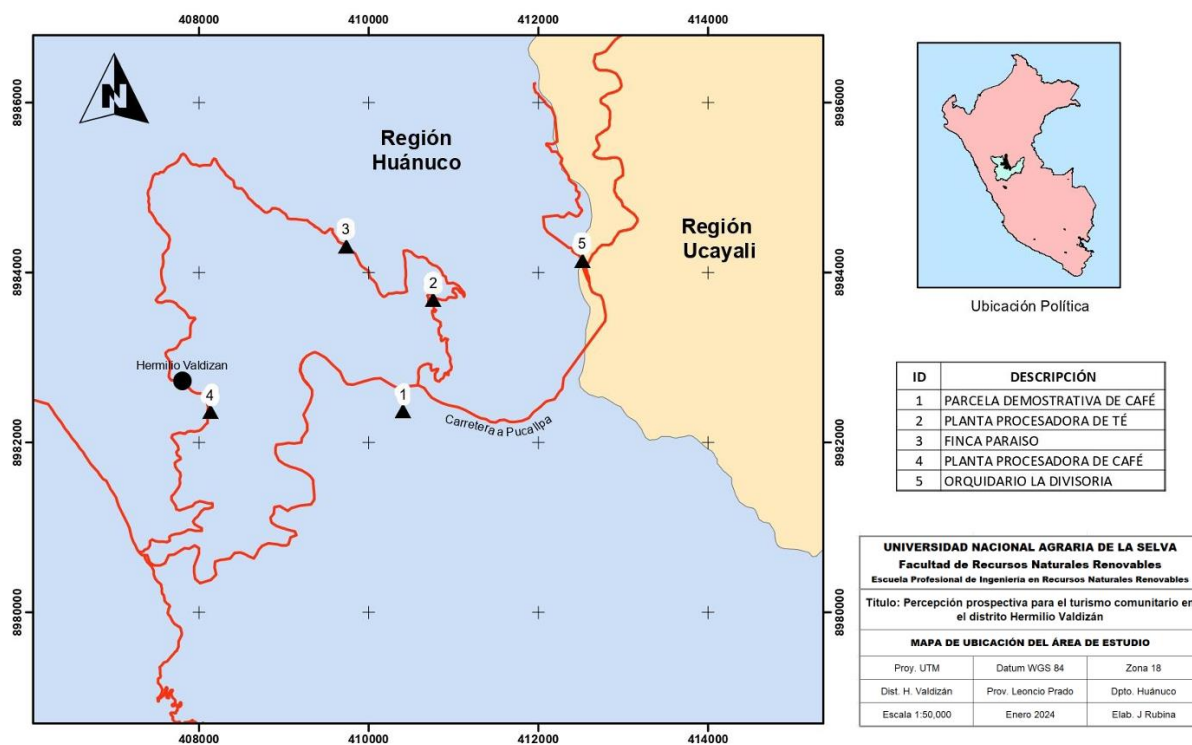 408000 410000 412000 414000
8986000 8986000
N
Región
Huánuco
Región
Ucayali
3
5
2
8984000 8984000
Hermilio Valdizan
4
1
Carretera a Pucallpa
8982000 8982000
8980000 8980000
408000 410000 412000 414000
Ubicación Política
ID DESCRIPCIÓN
1 PARCELA DEMOSTRATIVA DE CAFÉ
2 PLANTA PROCESADORA DE TÉ
3 FINCA PARAISO
4 PLANTA PROCESADORA DE CAFÉ
5 ORQUIDARIO LA DIVISORIA
UNIVERSIDAD NACIONAL AGRARIA DE LA SELVA
Facultad de Recursos Naturales Renovables
Escuela Profesional de Ingeniería en Recursos Naturales Renovables
Título: Percepción prospectiva para el turismo comunitario en
el distrito Hermilio Valdizán
MAPA DE UBICACIÓN DEL ÁREA DE ESTUDIO
Proy. UTM Datum WGS 84 Zona 18
Dist. H. Valdizán Prov. Leoncio Prado Dpto. Huánuco
Escala 1:50,000 Enero 2024 Elab. J Rubina